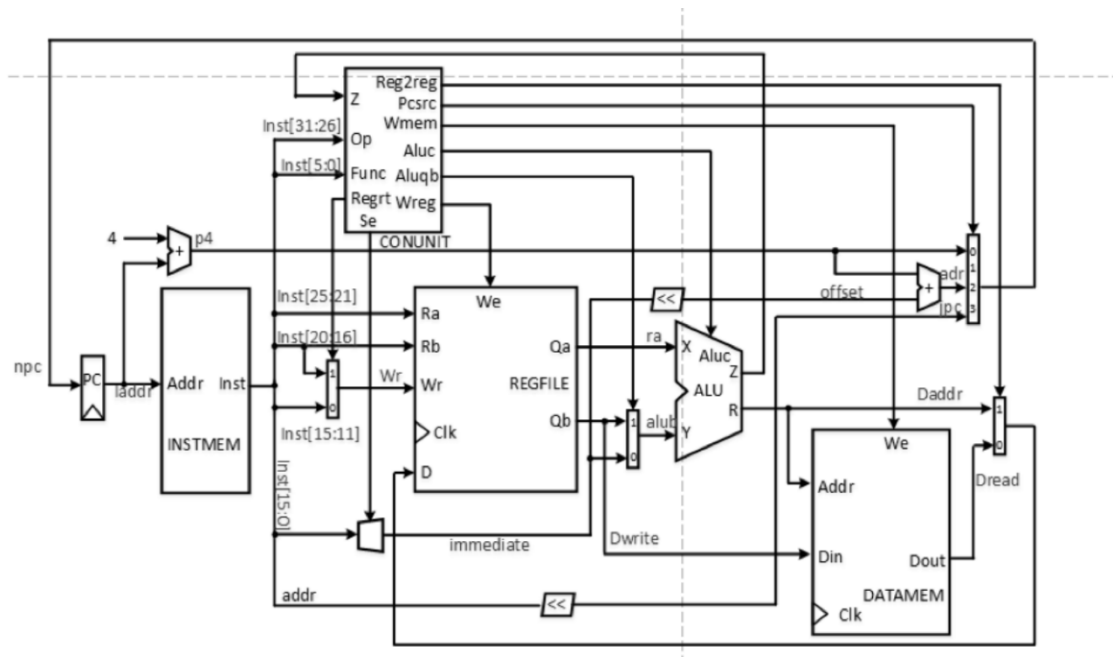 Reg2reg
Z
Pcsrc
Inst[31:26]
Wmem
Op
Aluc
Inst[5:0]
Func
Aluqb
Regrt
Wreg
Se
CONUNIT
4
+
p4
0
1
adr
2
+
<<
offset
jpc
3
Inst[25:21]
We
Ra
Inst[20:16]
Rb
Qa
ra
X
Aluc
Z
npc
PC
Iaddr
Addr
Inst
1
Wr
Wr
REGFILE
ALU
0
Inst[15:11]
Qb
1
alub
Y
R
Daddr
1
INSTMEM
Clk
0
We
0
D
Dread
Inst[15:0]
Addr
immediate
Dwrite
Din
Dout
addr
<<
DATAMEM
Clk